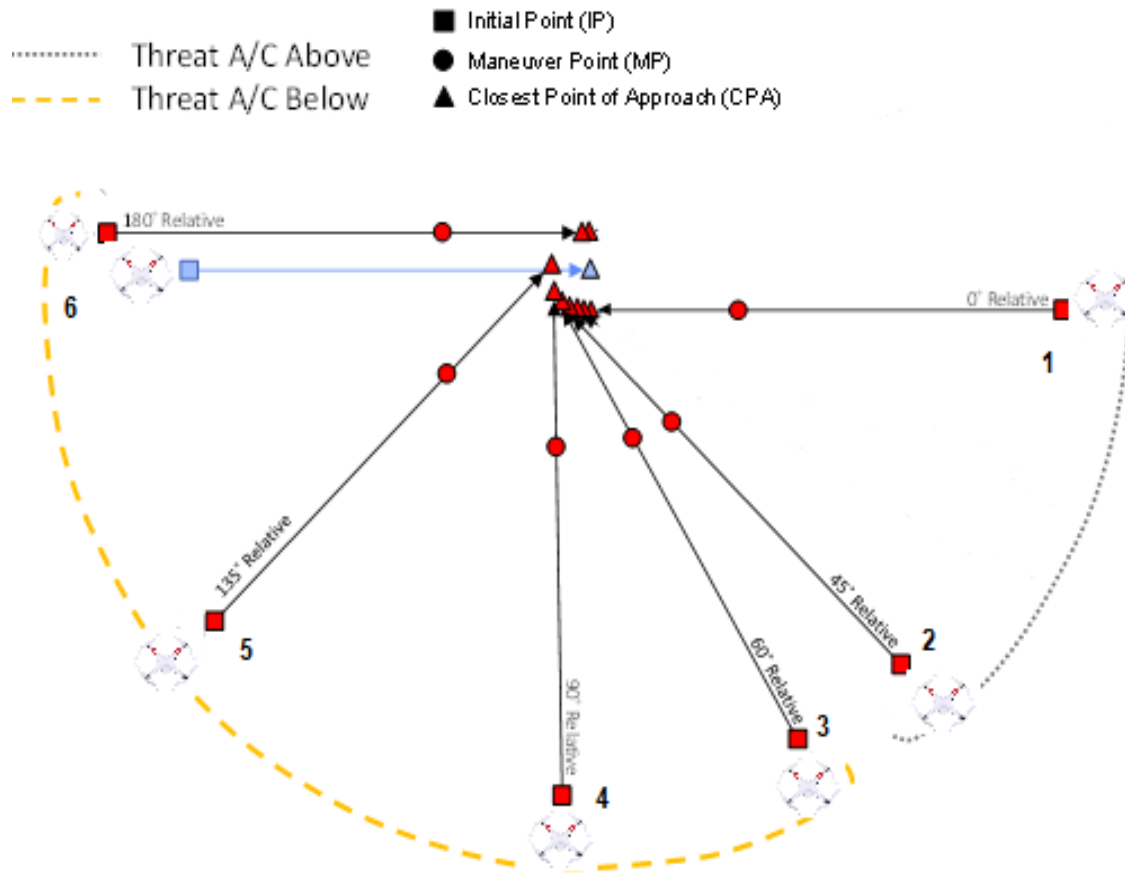 Initial Point (IP)
Threat A/C Above
Maneuver Point (MP)
Threat A/C Below
Closest Point of Approach (CPA)
180° Relative
0° Relative
6
1
135° Relative
45° Relative
2
60° Relative
5
90° Relative
3
4